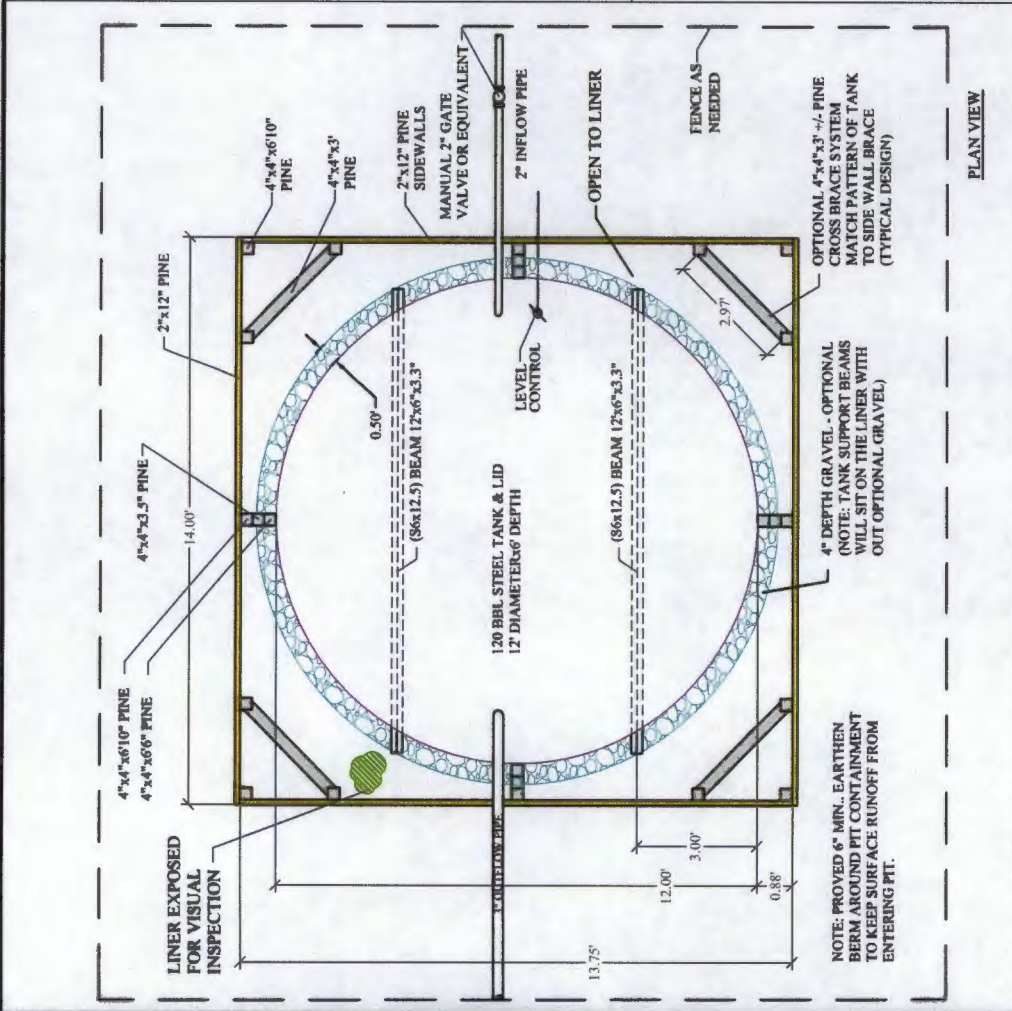 LINER EXPOSED
FOR VISUAL
INSPECTION
4"x4"x6'10" PINE
4"x4"x6'6" PINE
4"x4"x3.5" PINE
14.00'
2"x12" PINE
4"x4"x6'10"
PINE
4"x4"x3'
PINE
2"x12" PINE
SIDEWALLS
MANUAL 2" GATE
VALVE OR EQUIVALENT
0.50'
(S6x12.5) BEAM 12'x6"x3.3"
120 BBL STEEL TANK & LID
12' DIAMETERx6' DEPTH
OUTFLOW PIPE
2" INFLOW PIPE
LEVEL
CONTROL
OPEN TO LINER
(S6x12.5) BEAM 12'x6"x3.3"
13.75'
12.00'
3.00'
0.88'
2.97'
FENCE AS
NEEDED
NOTE: PROVED 6" MIN.. EARTHEN
BERM AROUND PIT CONTAINMENT
TO KEEP SURFACE RUNOFF FROM
ENTERING PIT.
4" DEPTH GRAVEL - OPTIONAL
(NOTE: TANK SUPPORT BEAMS
WILL SIT ON THE LINER WITH
OUT OPTIONAL GRAVEL)
OPTIONAL 4"x4"x3' +/- PINE
CROSS BRACE SYSTEM
MATCH PATTERN OF TANK
TO SIDE WALL BRACE
(TYPICAL DESIGN)
PLAN VIEW